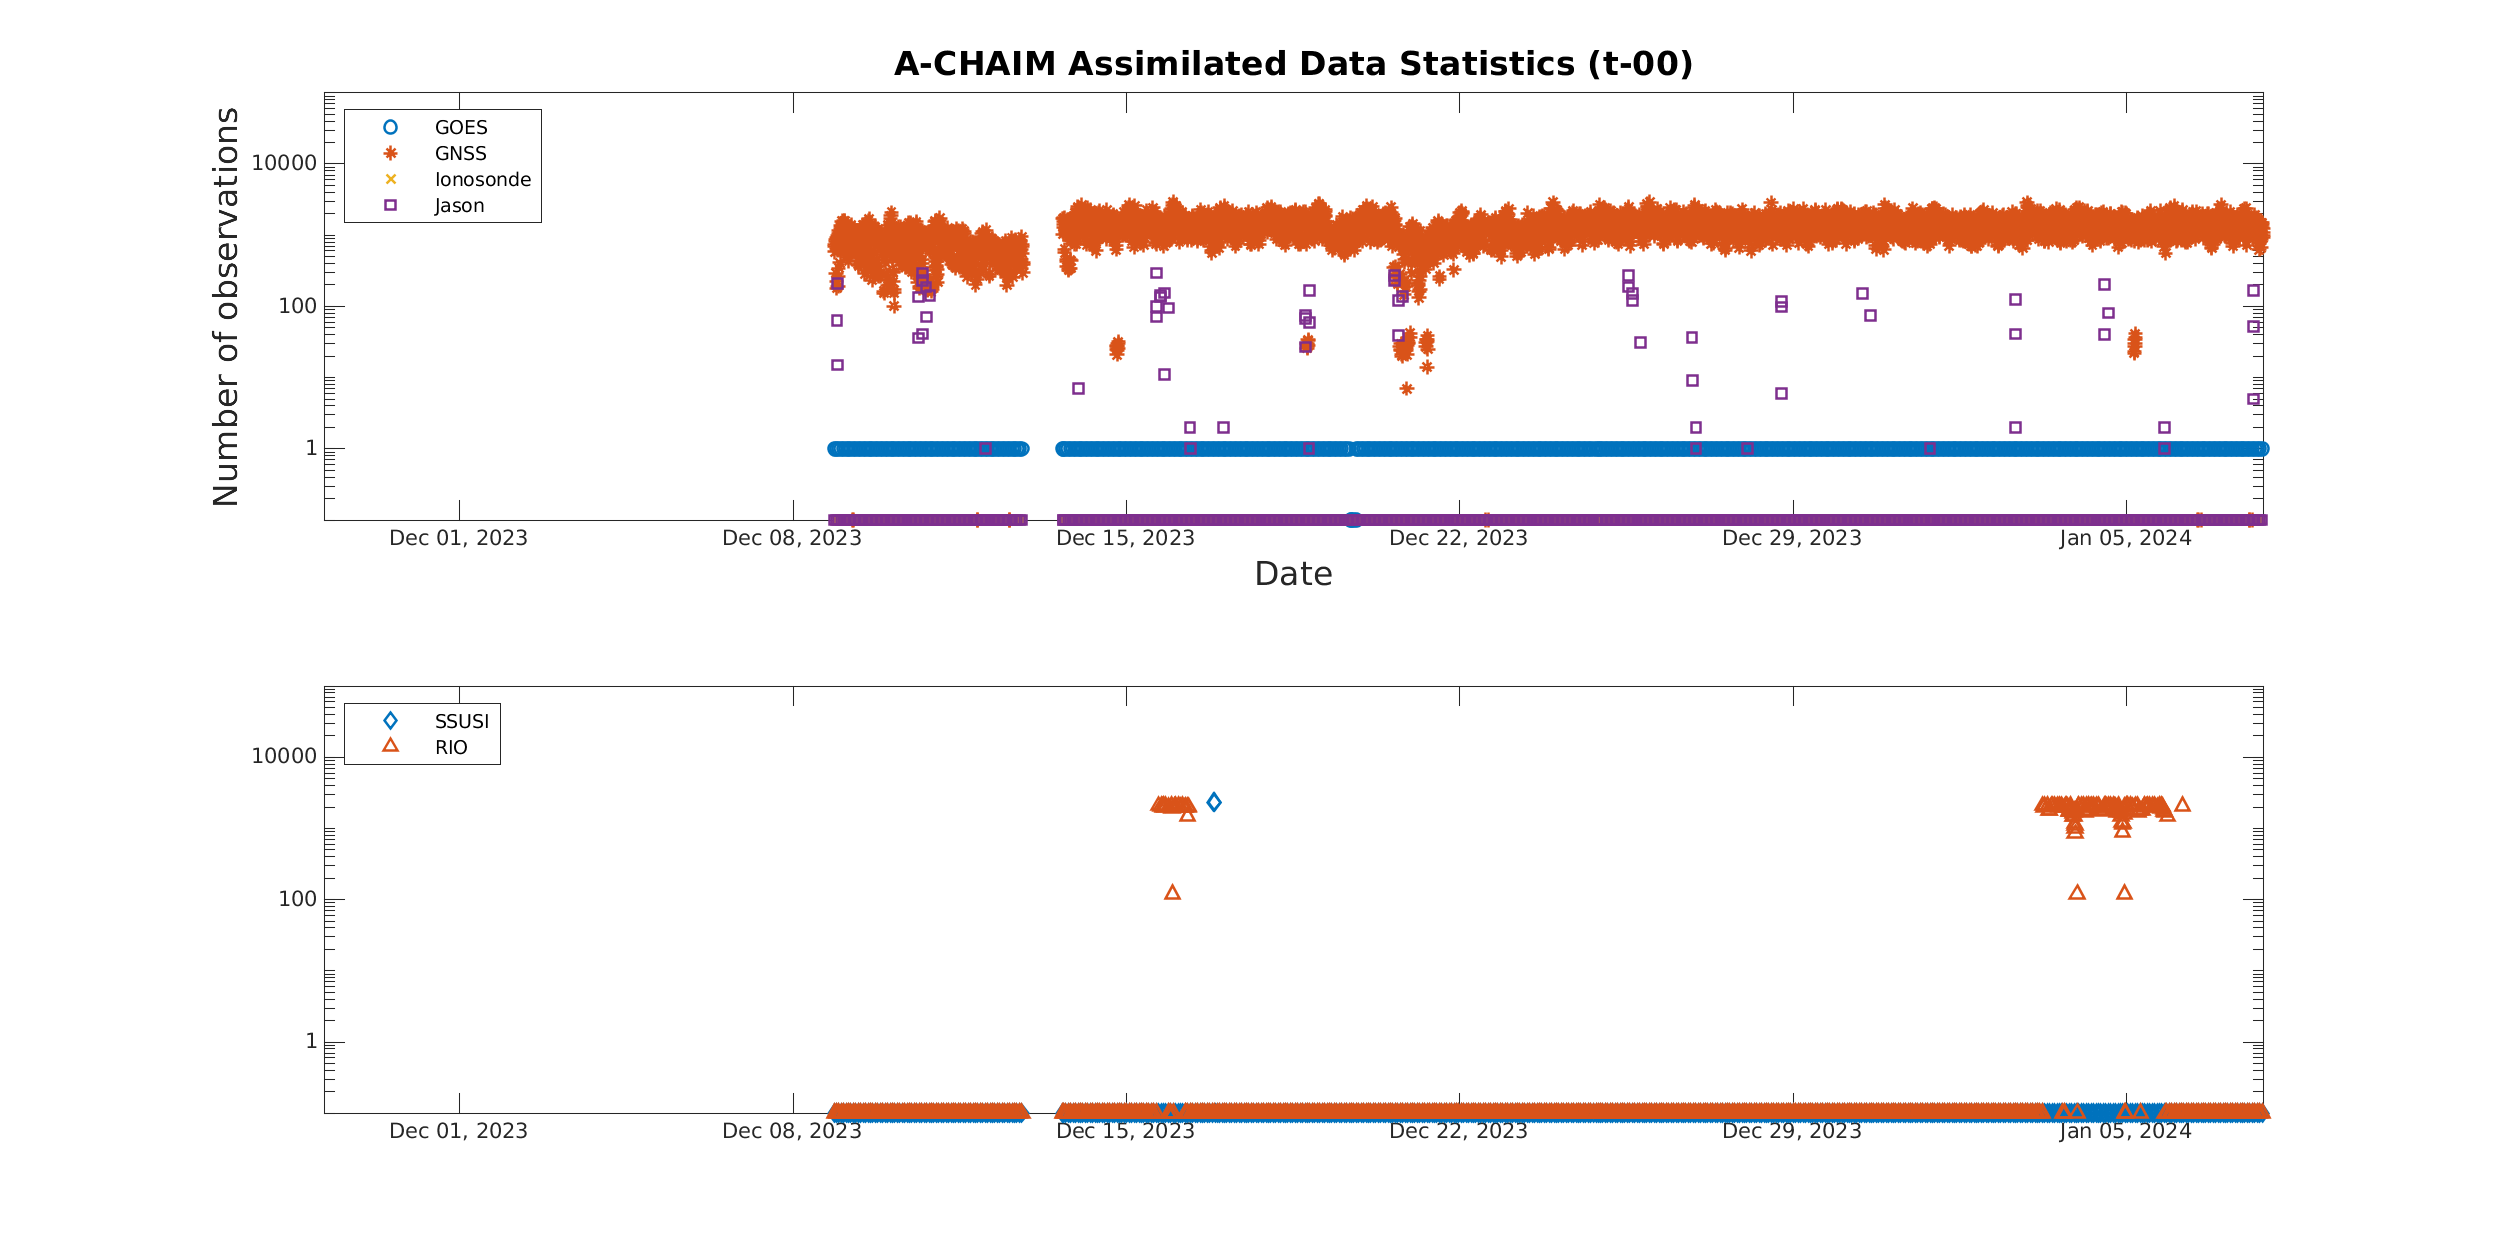 A-CHAIM Assimilated Data Statistics (t-00)
Number of observations
10000
100
1
GOES
GNSS
Ionosonde
Jason
Dec 01, 2023
Dec 08, 2023
Dec 15, 2023
Dec 22, 2023
Dec 29, 2023
Jan 05, 2024
Date
10000
100
1
SSUSI
RIO
Dec 01, 2023
Dec 08, 2023
Dec 15, 2023
Dec 22, 2023
Dec 29, 2023
Jan 05, 2024